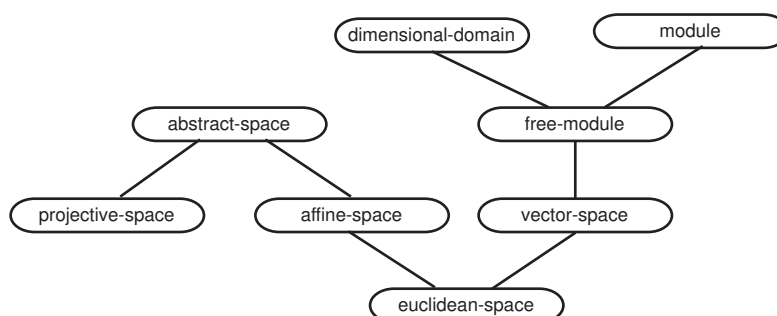 dimensional-domain
module
abstract-space
free-module
projective-space
affine-space
vector-space
euclidean-space